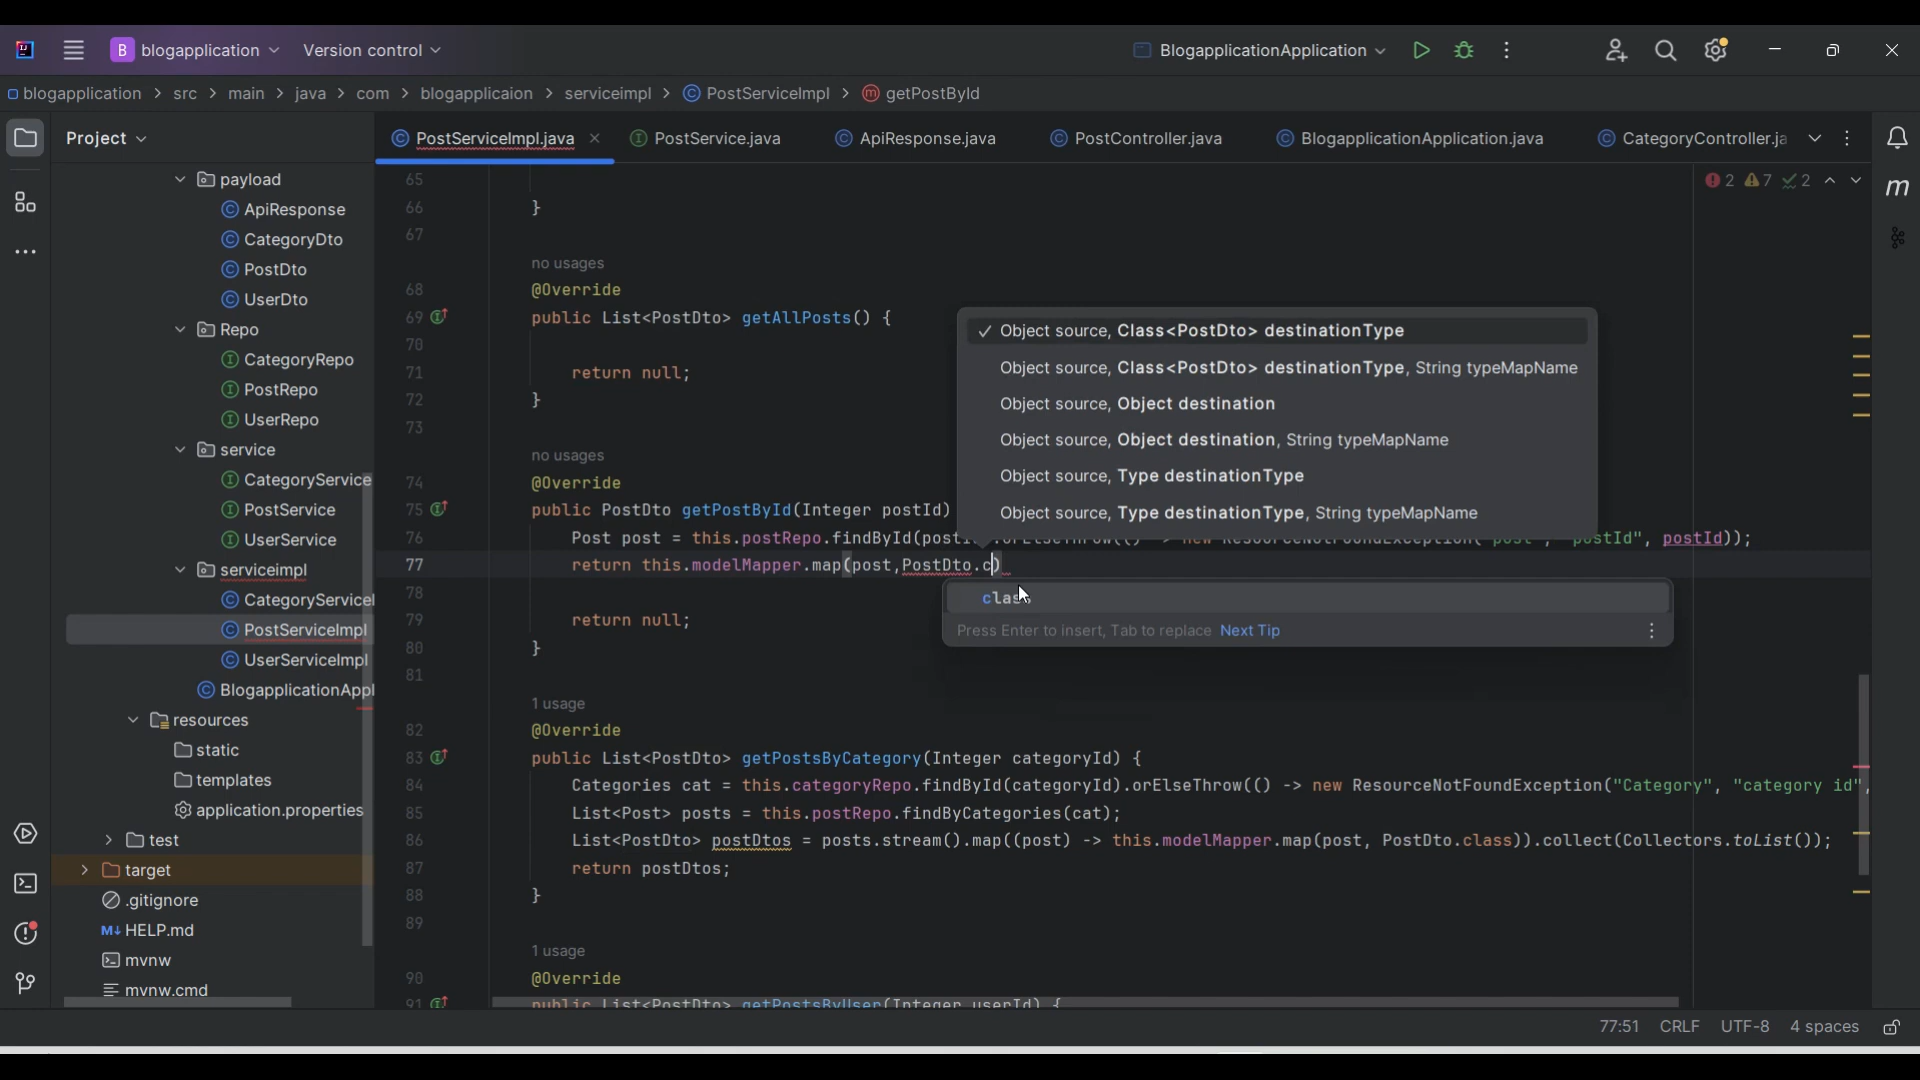 B blogapplication Version control BlogapplicationApplication
blogapplication > src > main > java > com > blogapplicaion > serviceimpl > PostServiceImpl > getPostById
Project PostServiceImpl.java PostService.java ApiResponse.java PostController.java BlogapplicationApplication.java CategoryController.ja
payload
ApiResponse
CategoryDto
PostDto
UserDto
Repo
CategoryRepo
PostRepo
UserRepo
service
CategoryService
PostService
UserService
serviceimpl
CategoryServiceI
PostServiceImpl
UserServiceImpl
BlogapplicationAppl
resources
static
templates
application.properties
test
target
.gitignore
HELP.md
mvnw
mvnw.cmd
2 7 2
65
66 }
67
no usages
68 @Override
69 public List<PostDto> getAllPosts() {
70
71 return null;
72 }
73
no usages
74 @Override
75 public PostDto getPostById(Integer postId)
76 Post post = this.postRepo.findById( "postId", postId));
77 return this.modelMapper.map(post,PostDto.c)
78
79 return null;
80 }
81
1 usage
82 @Override
83 public List<PostDto> getPostsByCategory(Integer categoryId) {
84 Categories cat = this.categoryRepo.findById(categoryId).orElseThrow(() -> new ResourceNotFoundException("Category", "category id",
85 List<Post> posts = this.postRepo.findByCategories(cat);
86 List<PostDto> postDtos = posts.stream().map((post) -> this.modelMapper.map(post, PostDto.class)).collect(Collectors.toList());
87 return postDtos;
88 }
89
1 usage
90 @Override
91 public List<PostDto> getPostsByUser(Integer userId) {
Object source, Class<PostDto> destinationType
Object source, Class<PostDto> destinationType, String typeMapName
Object source, Object destination
Object source, Object destination, String typeMapName
Object source, Type destinationType
Object source, Type destinationType, String typeMapName
class
Press Enter to insert, Tab to replace Next Tip
77:51 CRLF UTF-8 4 spaces